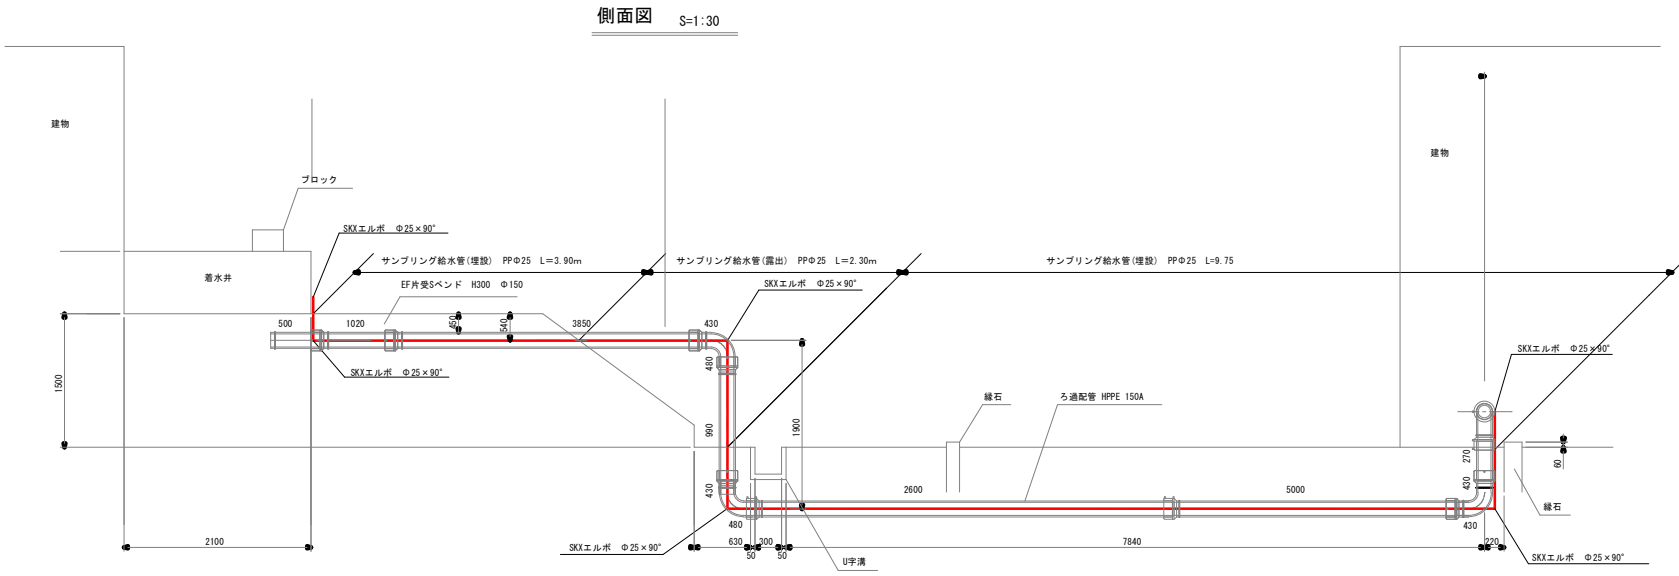 側面図 S=1:30
建物
建物
ブロック
SKXエルボ Φ25×90°
サンプリング給水管(埋設) PPΦ25 L=3.90m
サンプリング給水管(露出) PPΦ25 L=2.30m
サンプリング給水管(埋設) PPΦ25 L=9.75
着水井
EF片受Sベンド H300 Φ150
SKXエルボ Φ25×90°
500
1020
450
540
3850
430
SKXエルボ Φ25×90°
SKXエルボ Φ25×90°
480
1500
990
1900
縁石
ろ過配管 HPPE 150A
270
60
430
2600
5000
430
縁石
480
430
2100
SKXエルボ Φ25×90°
630
50
300
50
7840
220
U字溝
SKXエルボ Φ25×90°